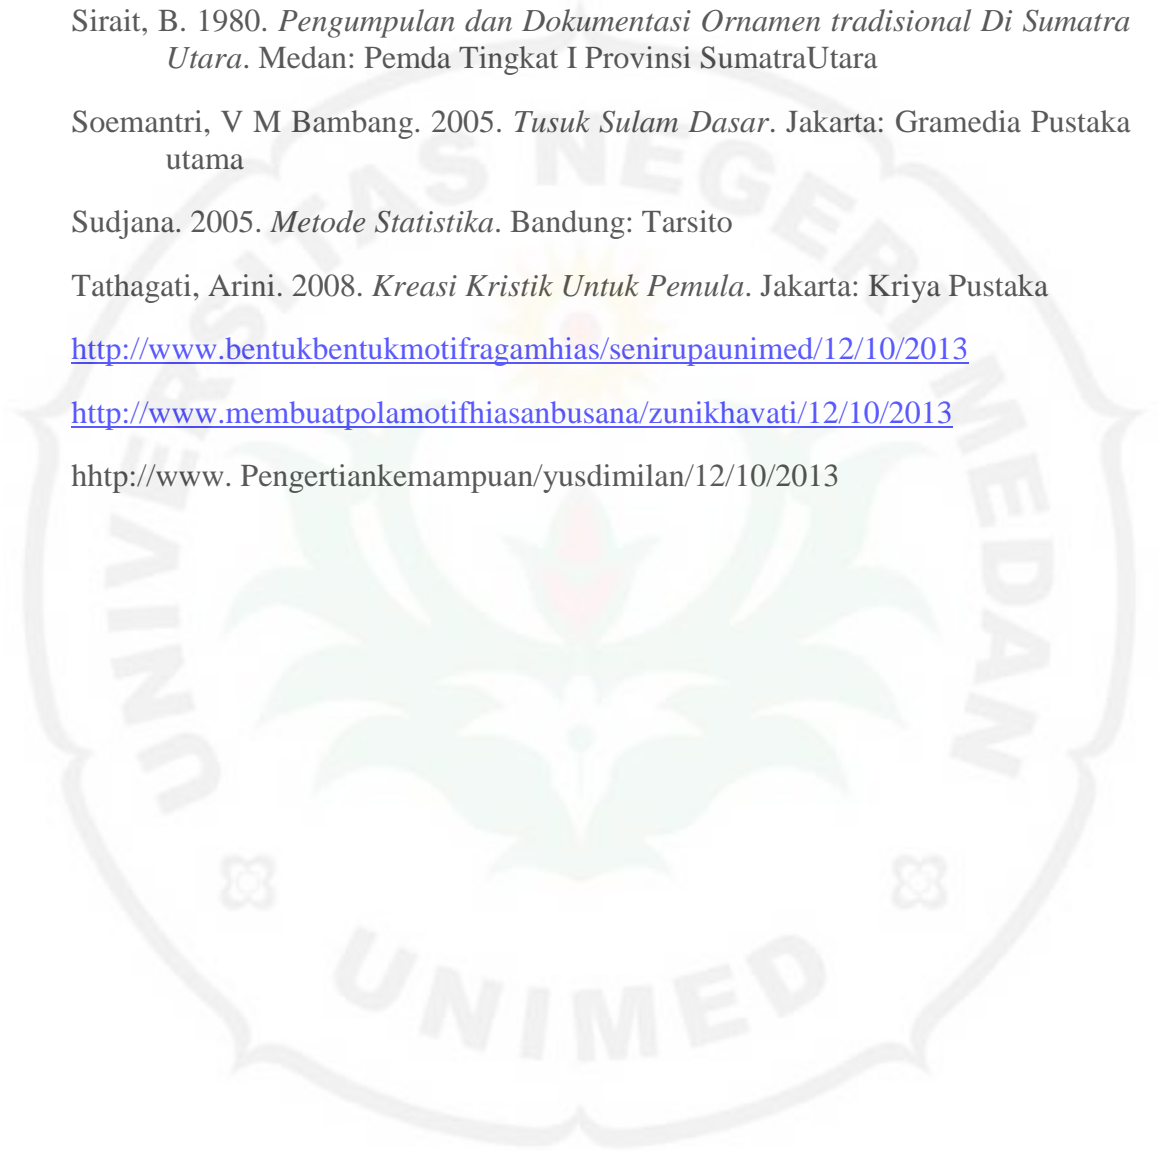 Sirait, B. 1980. Pengumpulan dan Dokumentasi Ornamen tradisional Di Sumatra
Utara. Medan: Pemda Tingkat I Provinsi SumatraUtara
Soemantri, V M Bambang. 2005. Tusuk Sulam Dasar. Jakarta: Gramedia Pustaka
utama
Sudjana. 2005. Metode Statistika. Bandung: Tarsito
Tathagati, Arini. 2008. Kreasi Kristik Untuk Pemula. Jakarta: Kriya Pustaka
http://www.bentukbentukmotifragamhias/senirupaunimed/12/10/2013
http://www.membuatpolamotifhiasanbusana/zunikhavati/12/10/2013
hhtp://www. Pengertiankemampuan/yusdimilan/12/10/2013
UNIVERSITAS NEGERI MEDAN
UNIMED